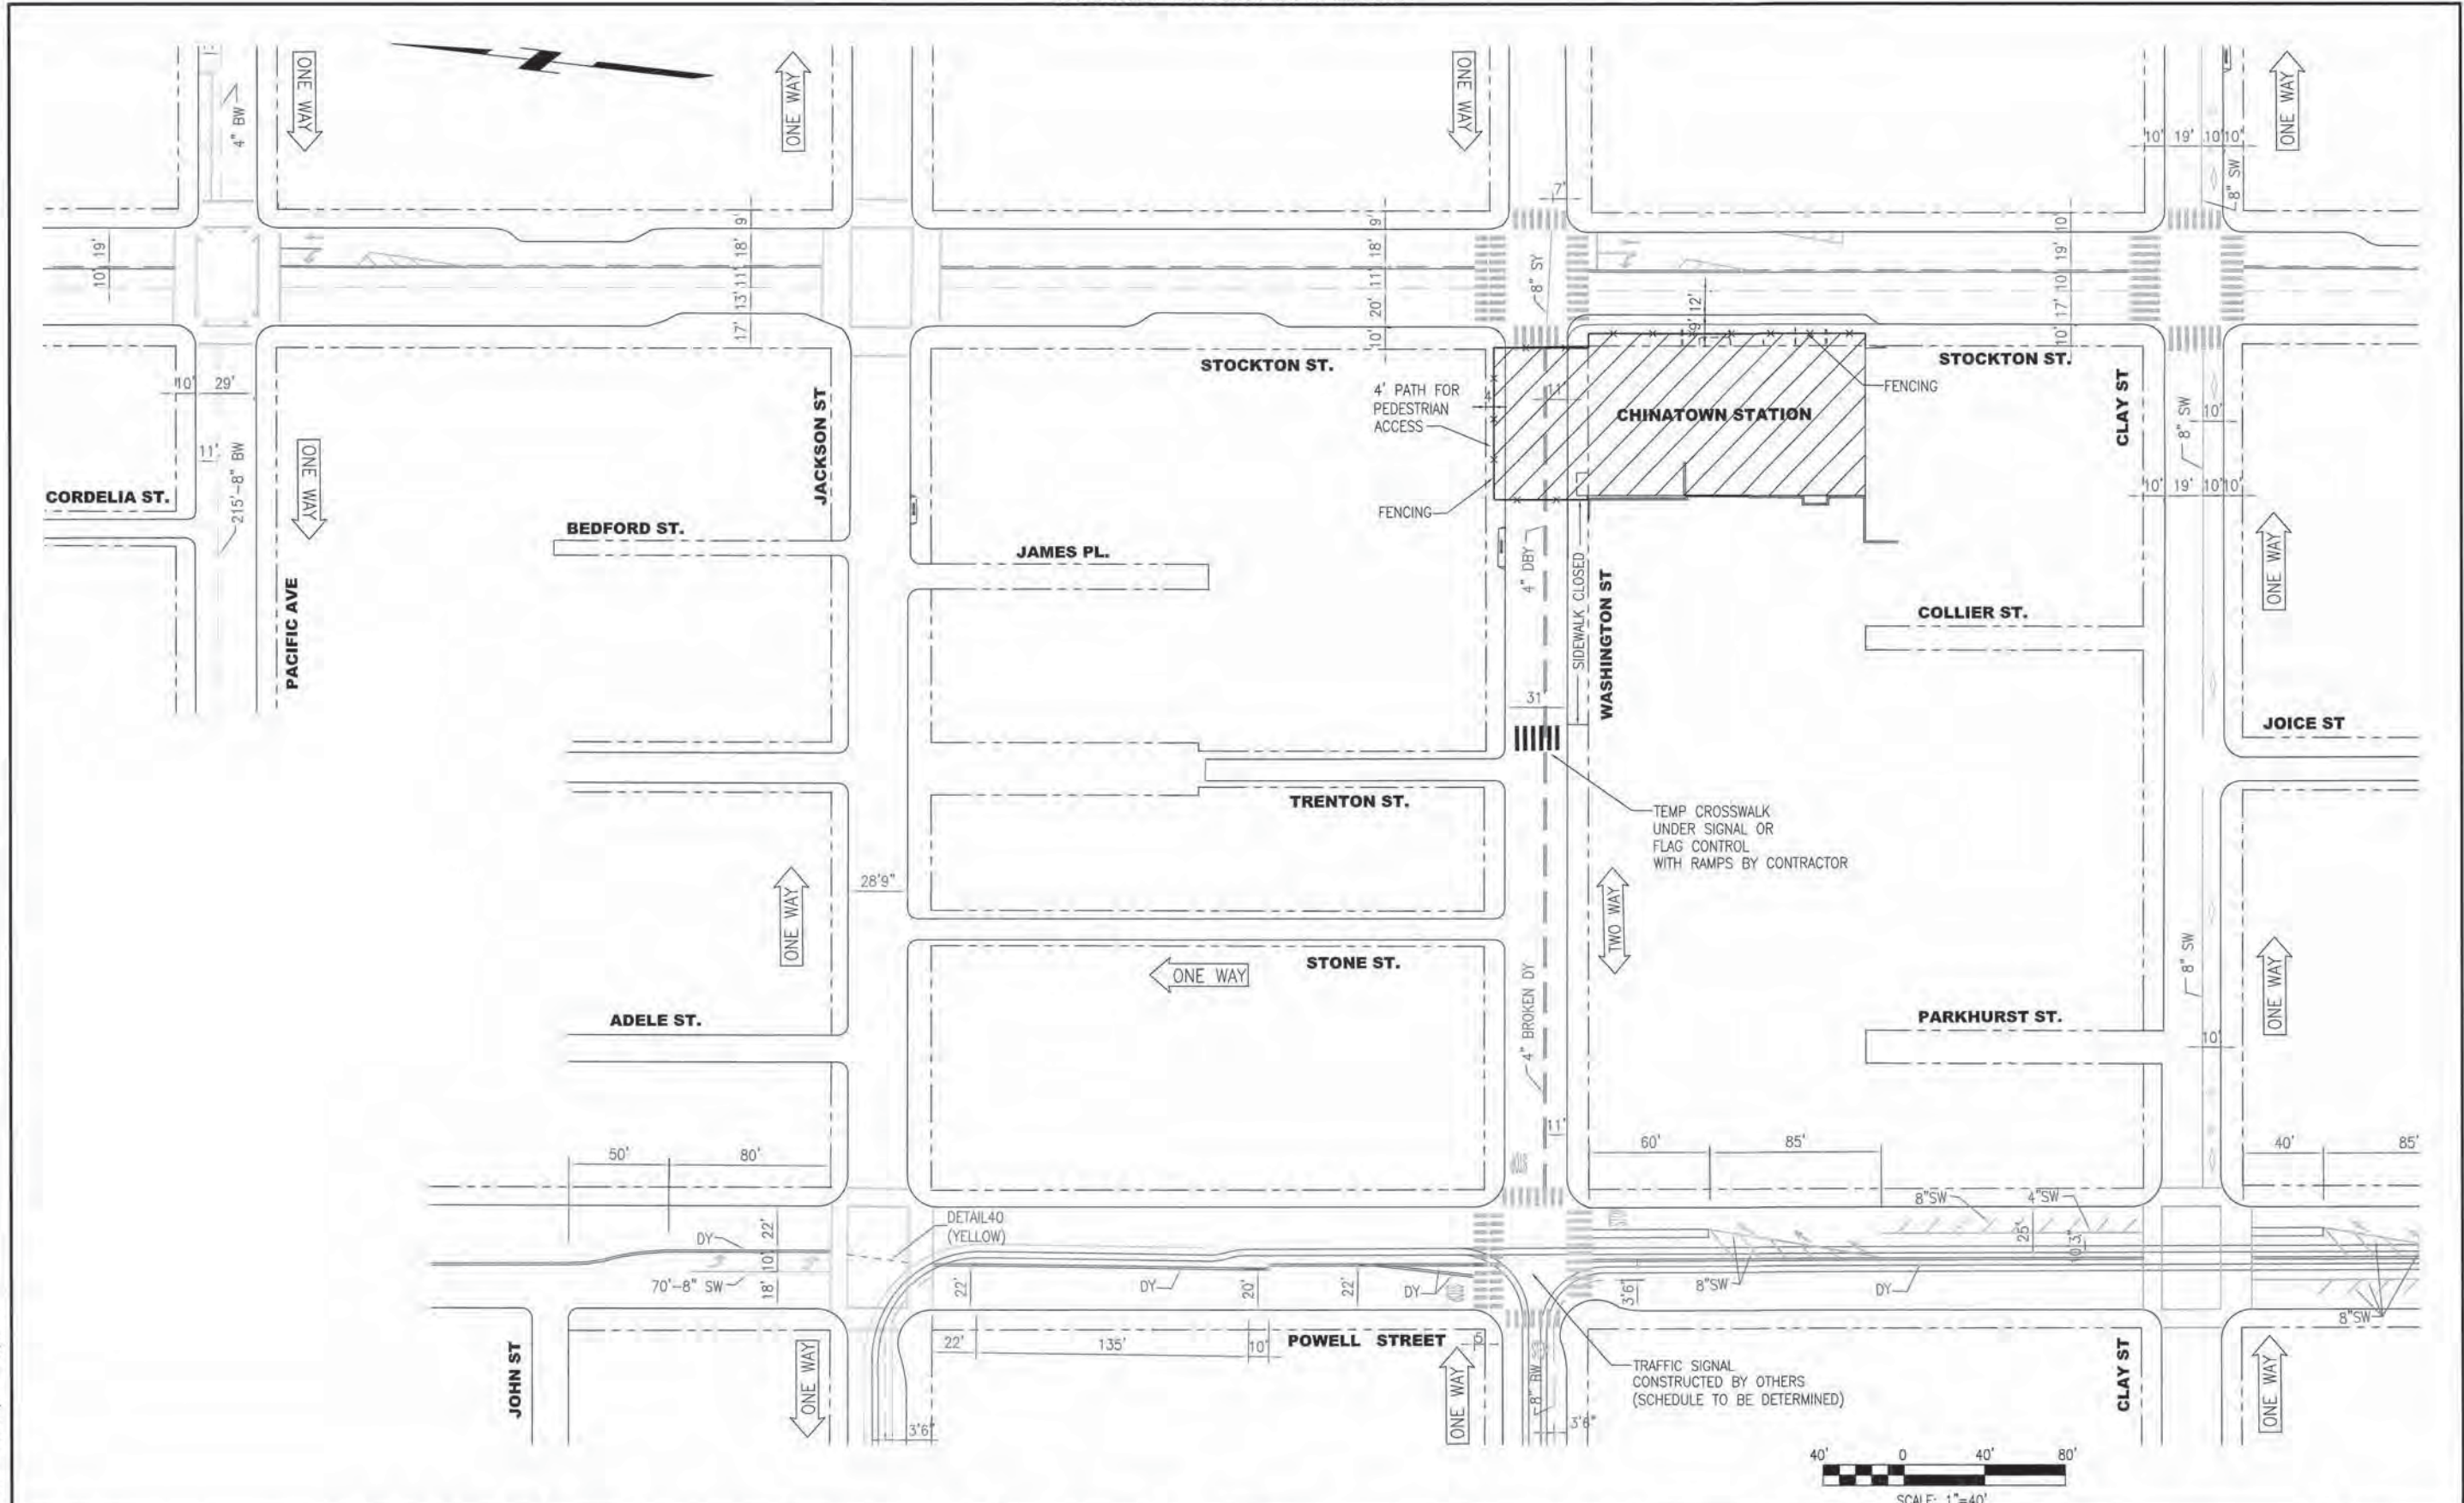 ONE WAY
4" BW
ONE WAY
ONE WAY
ONE WAY
10' 19' 10' 10'
8" SW
7'
10' 19'
9'
18'
11'
13'
17'
9'
18'
11'
20'
10'
8" SY
12'
9'
10'
19'
10'
17'
10'
STOCKTON ST.
STOCKTON ST.
10' 29'
4' PATH FOR
PEDESTRIAN
ACCESS
4'
11'
FENCING
CHINATOWN STATION
JACKSON ST
CLAY ST
8" SW
10'
11'
215'-8" BW
ONE WAY
CORDELIA ST.
10' 19' 10' 10'
FENCING
BEDFORD ST.
JAMES PL.
4" DBY
SIDEWALK CLOSED
WASHINGTON ST
COLLIER ST.
ONE WAY
PACIFIC AVE
31'
JOICE ST
TRENTON ST.
TEMP CROSSWALK
UNDER SIGNAL OR
FLAG CONTROL
WITH RAMPS BY CONTRACTOR
28'9"
ONE WAY
TWO WAY
STONE ST.
ONE WAY
8" SW
ONE WAY
ADELE ST.
4" BROKEN DY
PARKHURST ST.
10'
11'
50'
80'
60'
85'
40'
85'
DETAIL40
(YELLOW)
8"SW
4"SW
DY
22'
10'
18'
25'
10'3"
70'-8" SW
22'
DY
20'
22'
DY
3'6"
8"SW
DY
8"SW
JOHN ST
ONE WAY
22'
135'
10'
POWELL STREET
5'
ONE WAY
8" BW
TRAFFIC SIGNAL
CONSTRUCTED BY OTHERS
(SCHEDULE TO BE DETERMINED)
CLAY ST
ONE WAY
3'6"
3'6"
40' 0 40' 80'
SCALE: 1"=40'